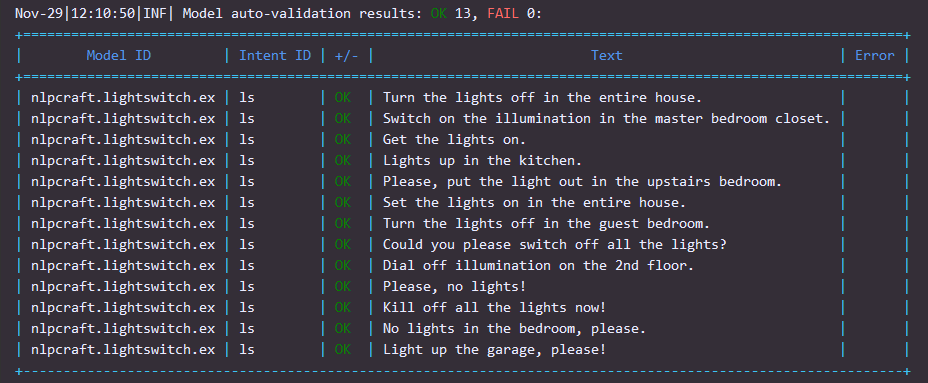 Nov-29|12:10:50|INF| Model auto-validation results: OK 13, FAIL 0:
+==============================================================================================================+
| Model ID | Intent ID | +/- | Text | Error |
+==============================================================================================================+
| nlpcraft.lightswitch.ex | ls | OK | Turn the lights off in the entire house. | |
| nlpcraft.lightswitch.ex | ls | OK | Switch on the illumination in the master bedroom closet. | |
| nlpcraft.lightswitch.ex | ls | OK | Get the lights on. | |
| nlpcraft.lightswitch.ex | ls | OK | Lights up in the kitchen. | |
| nlpcraft.lightswitch.ex | ls | OK | Please, put the light out in the upstairs bedroom. | |
| nlpcraft.lightswitch.ex | ls | OK | Set the lights on in the entire house. | |
| nlpcraft.lightswitch.ex | ls | OK | Turn the lights off in the guest bedroom. | |
| nlpcraft.lightswitch.ex | ls | OK | Could you please switch off all the lights? | |
| nlpcraft.lightswitch.ex | ls | OK | Dial off illumination on the 2nd floor. | |
| nlpcraft.lightswitch.ex | ls | OK | Please, no lights! | |
| nlpcraft.lightswitch.ex | ls | OK | Kill off all the lights now! | |
| nlpcraft.lightswitch.ex | ls | OK | No lights in the bedroom, please. | |
| nlpcraft.lightswitch.ex | ls | OK | Light up the garage, please! | |
+--------------------------------------------------------------------------------------------------------------+